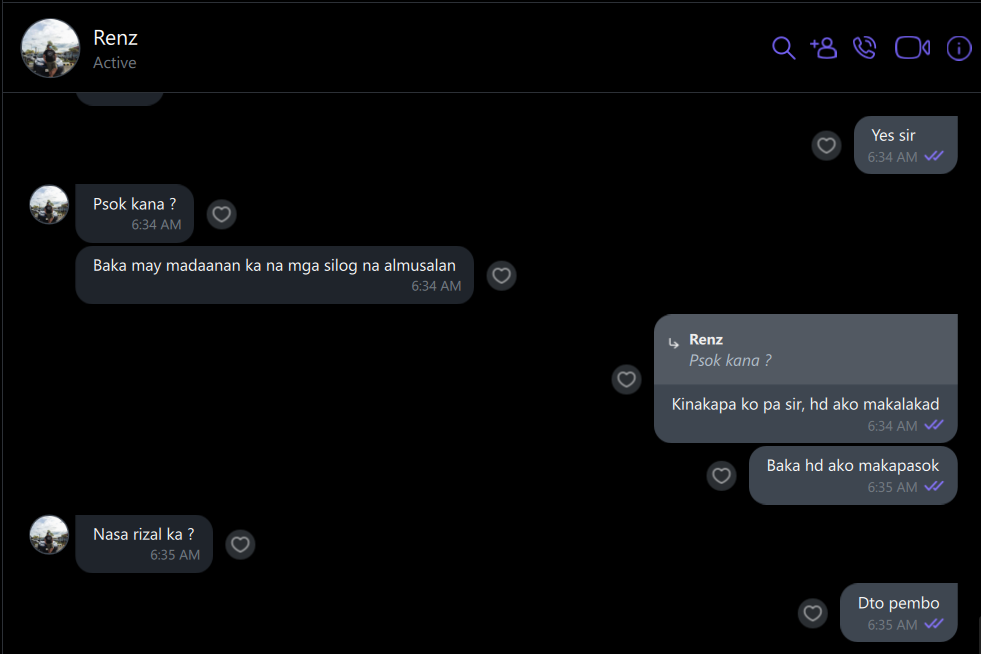 Renz
Active
Yes sir
6:34 AM
Psok kana ?
6:34 AM
Baka may madaanan ka na mga silog na almusalan
6:34 AM
Renz
Psok kana ?
Kinakapa ko pa sir, hd ako makalakad
6:34 AM
Baka hd ako makapasok
6:35 AM
Nasa rizal ka ?
6:35 AM
Dto pembo
6:35 AM